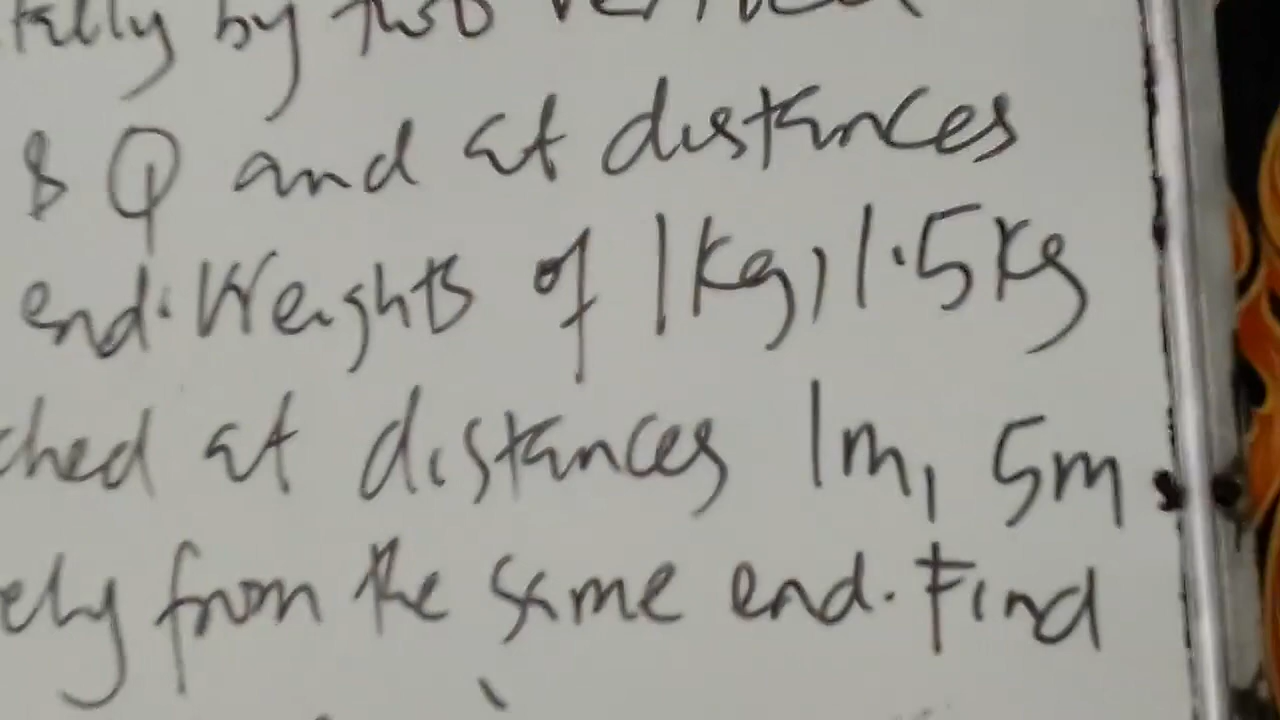 by two
& Q and at distances
end. Weights of 1kg, 1.5kg
ched at distances 1m, 5m
ely from the same end. Find